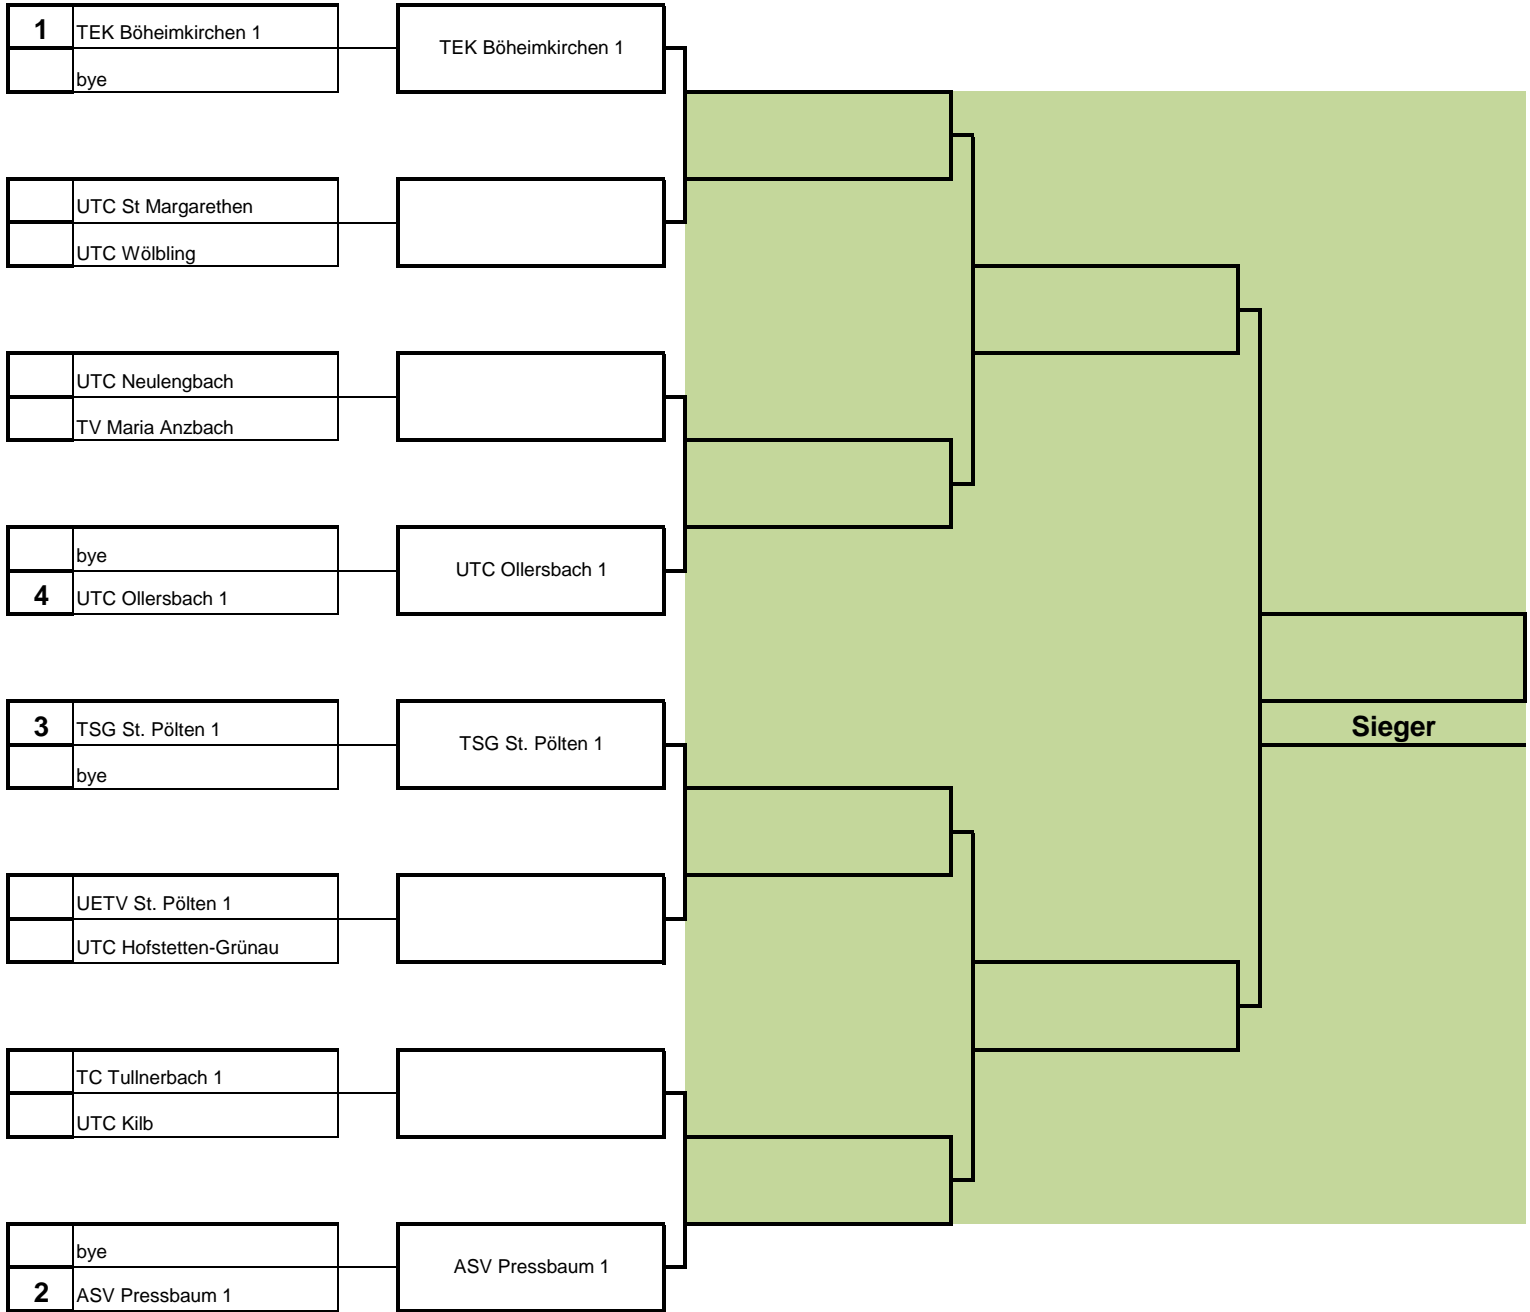 1 TEK Böheimkirchen 1
bye
TEK Böheimkirchen 1
UTC St Margarethen
UTC Wölbling
UTC Neulengbach
TV Maria Anzbach
bye
4 UTC Ollersbach 1
UTC Ollersbach 1
3 TSG St. Pölten 1
bye
TSG St. Pölten 1
Sieger
UETV St. Pölten 1
UTC Hofstetten-Grünau
TC Tullnerbach 1
UTC Kilb
bye
2 ASV Pressbaum 1
ASV Pressbaum 1